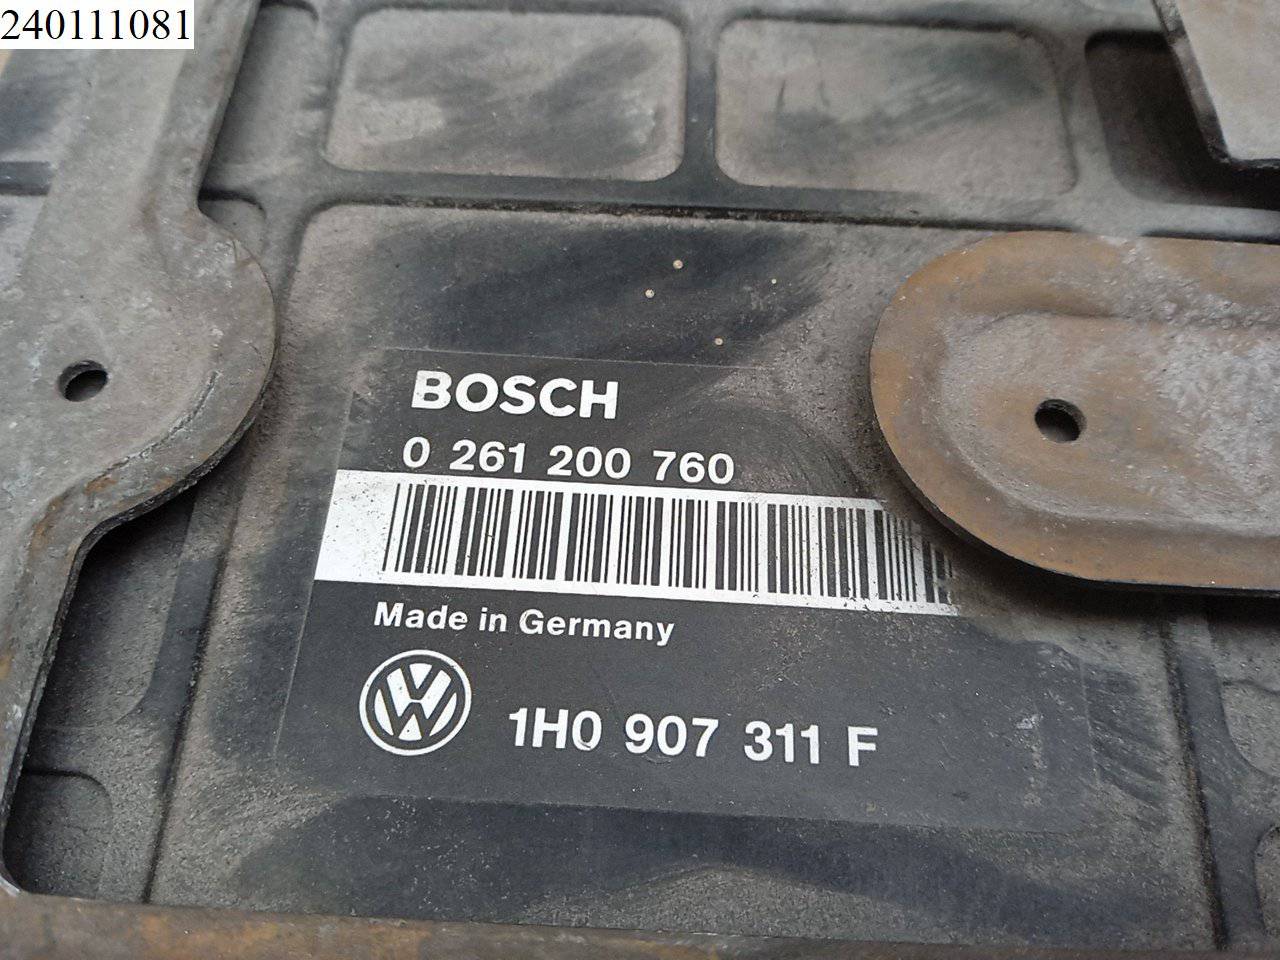 240111081
BOSCH
0 261 200 760
Made in Germany
1H0 907 311 F